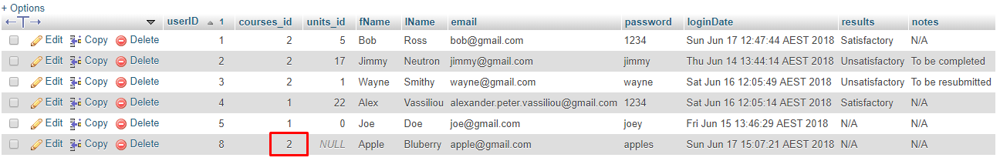 + Options
←T→ userID 1 courses_id units_id fName lName email password loginDate results notes
Edit Copy Delete 1 2 5 Bob Ross bob@gmail.com 1234 Sun Jun 17 12:47:44 AEST 2018 Satisfactory N/A
Edit Copy Delete 2 2 17 Jimmy Neutron jimmy@gmail.com jimmy Thu Jun 14 13:44:14 AEST 2018 Unsatisfactory To be completed
Edit Copy Delete 3 2 1 Wayne Smithy wayne@gmail.com wayne Sat Jun 16 12:05:49 AEST 2018 Unsatisfactory To be resubmitted
Edit Copy Delete 4 1 22 Alex Vassiliou alexander.peter.vassiliou@gmail.com 1234 Sat Jun 16 12:05:14 AEST 2018 Satisfactory N/A
Edit Copy Delete 5 1 0 Joe Doe joe@gmail.com joey Fri Jun 15 13:46:29 AEST 2018 N/A N/A
Edit Copy Delete 8 2 NULL Apple Bluberry apple@gmail.com apples Sun Jun 17 15:07:21 AEST 2018 N/A N/A